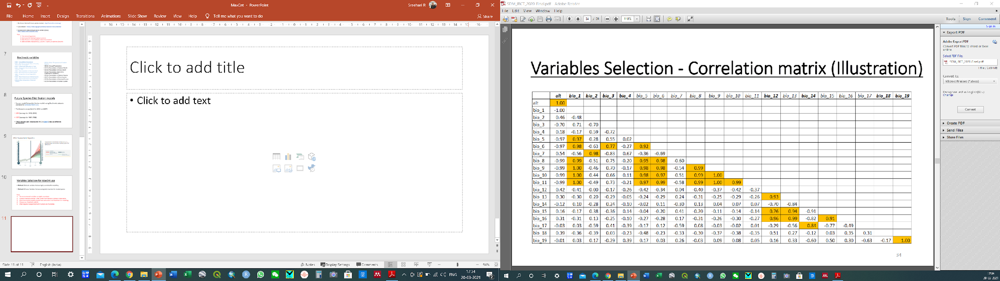 MaxEnt - PowerPoint
Sreehari R
File Home Insert Design Transitions Animations Slide Show Review View Help Tell me what you want to do
Share
7
Bioclimatic variables
8
Future Species Distribution models
9
IPCC Assessment Report 5
10
Variables Selection for MaxEnt use
11
Click to add title
• Click to add text
Slide 11 of 11 English (India)
Notes Display Settings Comments 94%
ENG
17:34
20-03-2021
SDM_IBCT_2020-Final.pdf - Adobe Reader
File Edit View Window Help
34 / 59 110%
Tools Sign Comment
Sign In
Export PDF
Adobe ExportPDF
Convert PDF files to Word or Excel
online
Select PDF File:
SDM_IBCT_2020-Final.pdf
1 file / 2.69 MB
Convert To:
Microsoft Word (*.docx)
Recognize Text in English(U.S.)
Change
Convert
Create PDF
Send Files
Store Files
Variables Selection - Correlation matrix (Illustration)
alt bio_1 bio_2 bio_3 bio_4 bio_5 bio_6 bio_7 bio_8 bio_9 bio_10 bio_11 bio_12 bio_13 bio_14 bio_15 bio_16 bio_17 bio_18 bio_19
alt 1.00
bio_1 -1.00
bio_2 0.46 -0.48
bio_3 -0.70 0.71 -0.70
bio_4 0.18 -0.17 0.59 -0.72
bio_5 -0.97 0.97 -0.28 0.55 0.02
bio_6 -0.97 0.98 -0.63 0.77 -0.27 0.92
bio_7 0.54 -0.56 0.98 -0.83 0.67 -0.36 -0.69
bio_8 -0.99 0.99 -0.51 0.75 -0.20 0.95 0.98 -0.60
bio_9 -0.99 1.00 -0.46 0.70 -0.17 0.98 0.98 -0.54 0.99
bio_10 -0.99 1.00 -0.44 0.66 -0.11 0.98 0.97 -0.51 0.99 1.00
bio_11 -0.99 1.00 -0.49 0.73 -0.21 0.97 0.99 -0.58 0.99 1.00 0.99
bio_12 0.42 -0.41 -0.00 -0.17 -0.26 -0.42 -0.34 0.04 -0.40 -0.37 -0.42 -0.37
bio_13 0.30 -0.30 0.20 -0.29 -0.05 -0.24 -0.29 0.24 -0.31 -0.25 -0.29 -0.26 0.93
bio_14 -0.12 0.10 -0.28 0.24 -0.10 -0.02 0.11 -0.30 0.13 0.04 0.07 0.07 -0.70 -0.84
bio_15 0.16 -0.17 0.38 -0.36 0.14 -0.04 -0.20 0.41 -0.20 -0.11 -0.14 -0.14 0.76 0.94 -0.91
bio_16 0.31 -0.31 0.13 -0.25 -0.10 -0.27 -0.28 0.17 -0.31 -0.26 -0.30 -0.27 0.96 0.99 -0.82 0.91
bio_17 -0.03 0.03 -0.59 0.41 -0.39 -0.17 0.12 -0.59 0.08 -0.03 -0.02 0.01 -0.29 -0.56 0.84 -0.77 -0.49
bio_18 0.39 -0.36 -0.39 0.03 -0.23 -0.48 -0.23 -0.33 -0.30 -0.37 -0.38 -0.35 0.51 0.27 -0.12 0.03 0.35 0.31
bio_19 -0.01 0.03 0.17 -0.29 0.39 0.17 0.03 0.26 -0.03 0.09 0.08 0.05 0.16 0.33 -0.60 0.50 0.30 -0.63 -0.17 1.00
34
17:34
20-03-2021